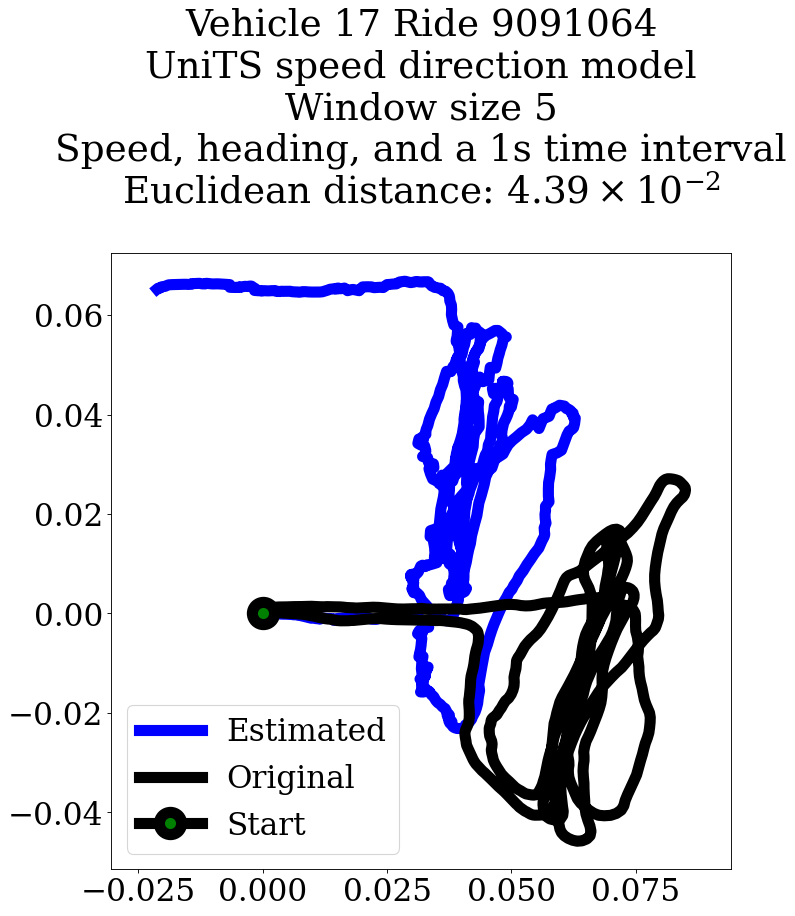 Vehicle 17 Ride 9091064
UniTS speed direction model
Window size 5
Speed, heading, and a 1s time interval
Euclidean distance: 4.39 × 10⁻²
0.06
0.04
0.02
0.00
−0.02
−0.04
Estimated
Original
Start
−0.025 0.000 0.025 0.050 0.075